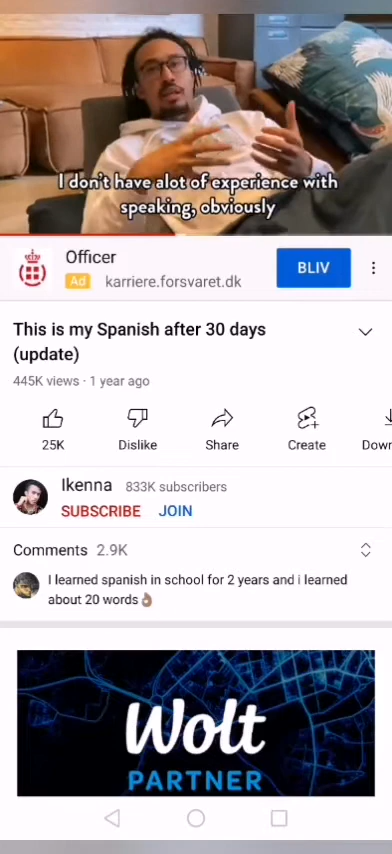 I don't have alot of experience with
speaking, obviously
Officer
Ad karriere.forsvaret.dk
BLIV
This is my Spanish after 30 days
(update)
445K views · 1 year ago
25K
Dislike
Share
Create
Down
Ikenna 833K subscribers
SUBSCRIBE JOIN
Comments 2.9K
I learned spanish in school for 2 years and i learned
about 20 words👌🏽
Wolt
PARTNER